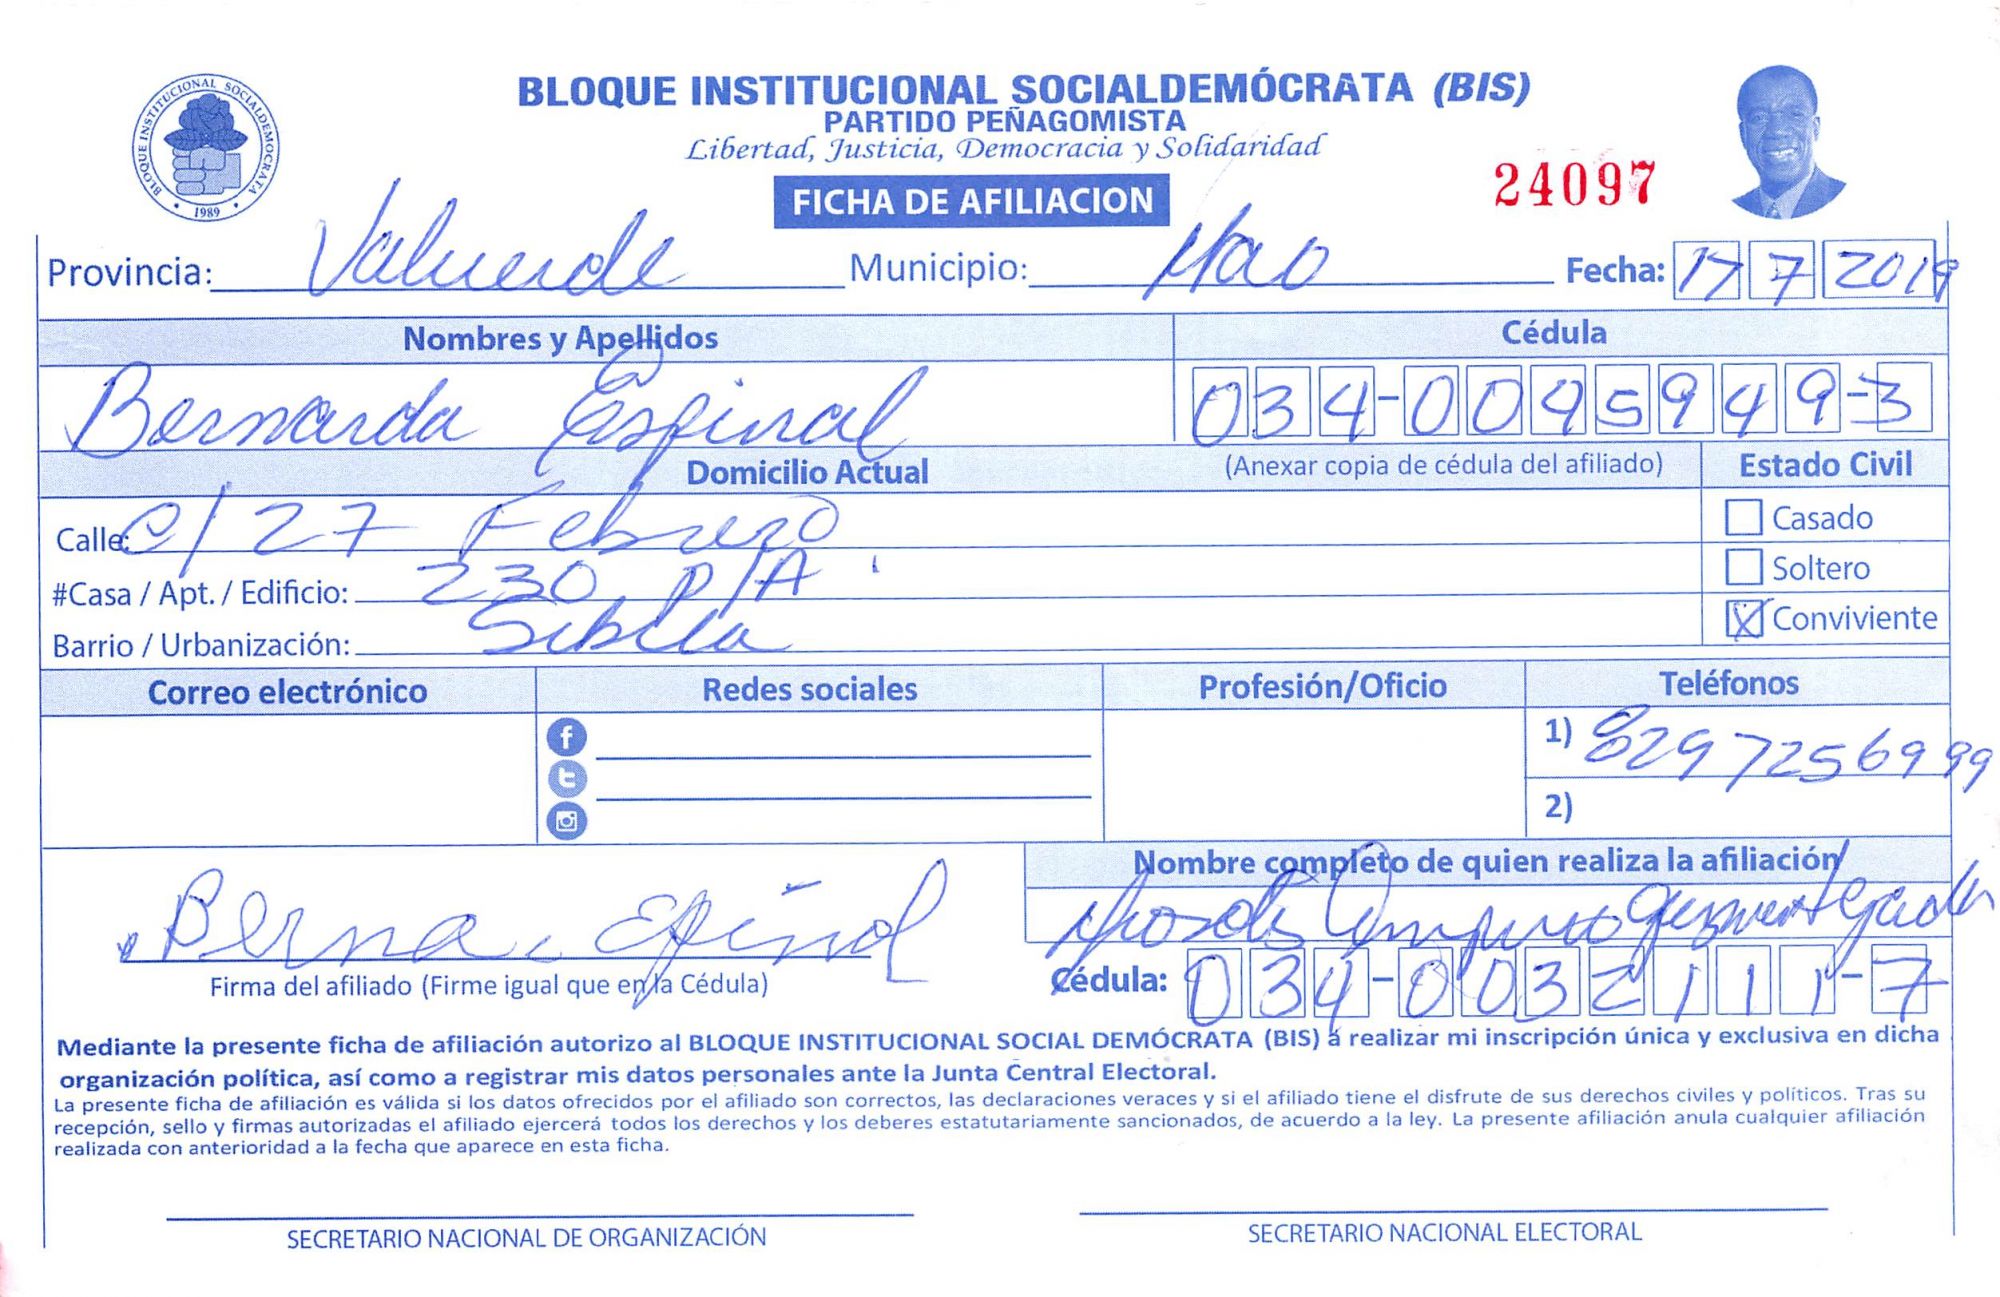 BLOQUE INSTITUCIONAL SOCIALDEMOCRATA
1989
BLOQUE INSTITUCIONAL SOCIALDEMÓCRATA (BIS)
PARTIDO PEÑAGOMISTA
Libertad, Justicia, Democracia y Solidaridad
FICHA DE AFILIACION
24097
Provincia: Valverde Municipio: Mao Fecha: 17 7 2019
Nombres y Apellidos Cédula
Bernarda Espinal 034-0045949-3
Domicilio Actual (Anexar copia de cédula del afiliado) Estado Civil
Calle: C/ 27 Febrero Casado
#Casa / Apt. / Edificio: 230 P/A Soltero
Barrio / Urbanización: Sibila X Conviviente
Correo electrónico Redes sociales Profesión/Oficio Teléfonos
1) 8297256999
2)
Nombre completo de quien realiza la afiliación
Berna Espinal
Firma del afiliado (Firme igual que en la Cédula) Cédula: 034-0032111-7
Mediante la presente ficha de afiliación autorizo al BLOQUE INSTITUCIONAL SOCIAL DEMÓCRATA (BIS) a realizar mi inscripción única y exclusiva en dicha
organización política, así como a registrar mis datos personales ante la Junta Central Electoral.
La presente ficha de afiliación es válida si los datos ofrecidos por el afiliado son correctos, las declaraciones veraces y si el afiliado tiene el disfrute de sus derechos civiles y políticos. Tras su
recepción, sello y firmas autorizadas el afiliado ejercerá todos los derechos y los deberes estatutariamente sancionados, de acuerdo a la ley. La presente afiliación anula cualquier afiliación
realizada con anterioridad a la fecha que aparece en esta ficha.
SECRETARIO NACIONAL DE ORGANIZACIÓN SECRETARIO NACIONAL ELECTORAL